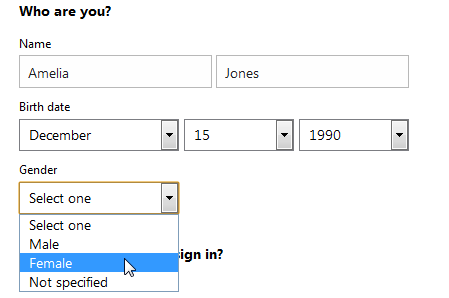 Who are you?
Name
Amelia Jones
Birth date
December 15 1990
Gender
Select one
Select one
Male
Female
sign in?
Not specified